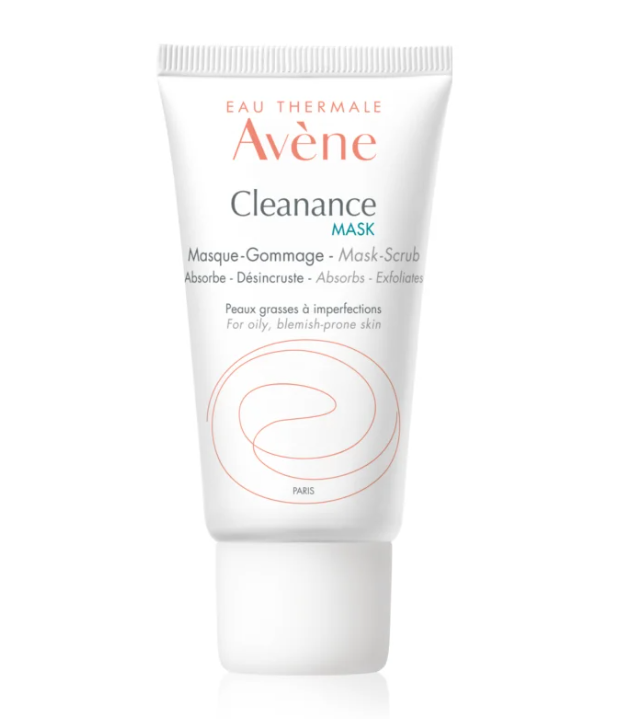 EAU THERMALE
Avène
Cleanance
MASK
Masque-Gommage - Mask-Scrub
Absorbe - Désincruste - Absorbs - Exfoliates
Peaux grasses à imperfections
For oily, blemish-prone skin
PARIS